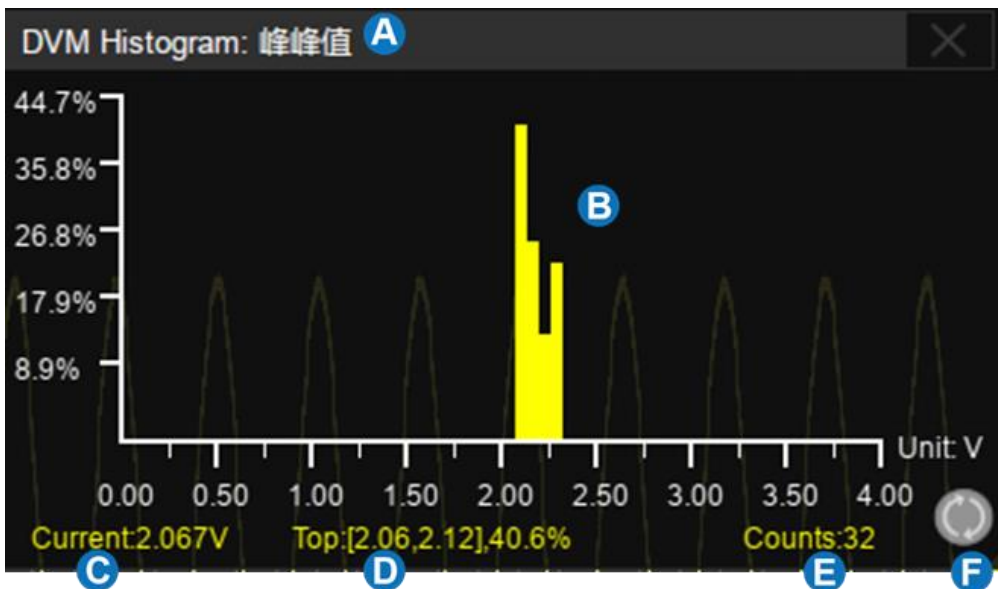 DVM Histogram: 峰峰值 A
44.7%
35.8%
B
26.8%
17.9%
8.9%
Unit: V
0.00 0.50 1.00 1.50 2.00 2.50 3.00 3.50 4.00
Current:2.067V Top:[2.06,2.12],40.6% Counts:32
C D E F